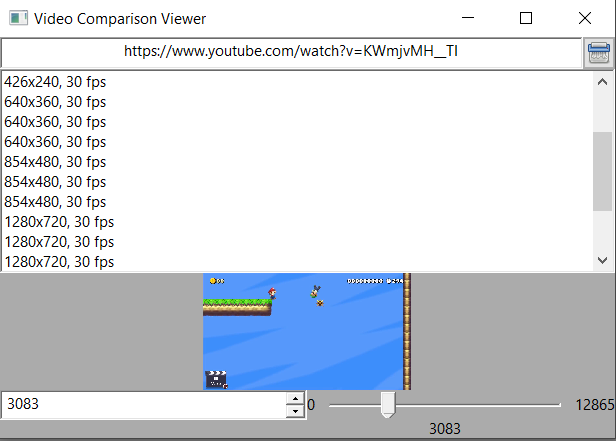 Video Comparison Viewer
https://www.youtube.com/watch?v=KWmjvMH__TI
426x240, 30 fps
640x360, 30 fps
640x360, 30 fps
640x360, 30 fps
854x480, 30 fps
854x480, 30 fps
854x480, 30 fps
1280x720, 30 fps
1280x720, 30 fps
1280x720, 30 fps
3083
0
12865
3083